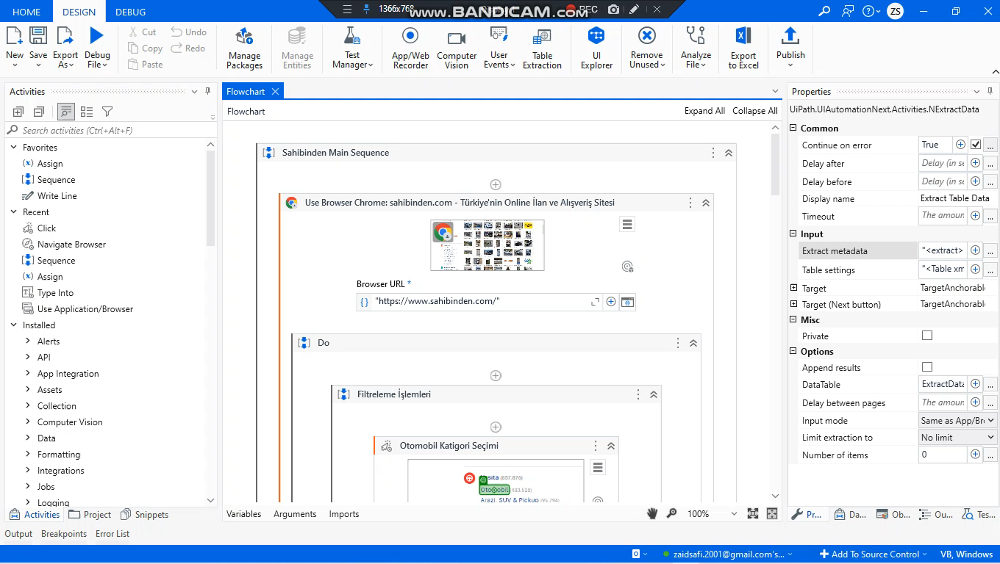 HOME
DESIGN
DEBUG
1366x768
www.BANDICAM.com
REC
ZS
New
Save
Export As
Debug File
Cut
Copy
Paste
Undo
Redo
Manage Packages
Manage Entities
Test Manager
App/Web Recorder
Computer Vision
User Events
Table Extraction
UI Explorer
Remove Unused
Analyze File
Export to Excel
Publish
Activities
Search activities (Ctrl+Alt+F)
Favorites
Assign
Sequence
Write Line
Recent
Click
Navigate Browser
Sequence
Assign
Type Into
Use Application/Browser
Installed
Alerts
API
App Integration
Assets
Collection
Computer Vision
Data
Formatting
Integrations
Jobs
Logging
Activities
Project
Snippets
Flowchart
Flowchart
Expand All
Collapse All
Sahibinden Main Sequence
Use Browser Chrome: sahibinden.com - Türkiye'nin Online İlan ve Alışveriş Sitesi
Browser URL *
"https://www.sahibinden.com/"
Do
Filtreleme İşlemleri
Otomobil Katigori Seçimi
Vasıta (857.876)
Otomobil (483.528)
Arazi, SUV & Pickup (95.794)
Variables
Arguments
Imports
100%
Properties
UiPath.UIAutomationNext.Activities.NExtractData
Common
Continue on error True
Delay after Delay (in se
Delay before Delay (in se
Display name Extract Table Data
Timeout The amoun
Input
Extract metadata "<extract>
Table settings "<Table xm
Target TargetAnchorabl
Target (Next button) TargetAnchorabl
Misc
Private
Options
Append results
DataTable ExtractData
Delay between pages The amoun
Input mode Same as App/Br
Limit extraction to No limit
Number of items 0
Pr...
Da...
Ob...
Ou...
Tes...
Output
Breakpoints
Error List
zaidsafi.2001@gmail.com's...
Add To Source Control
VB, Windows